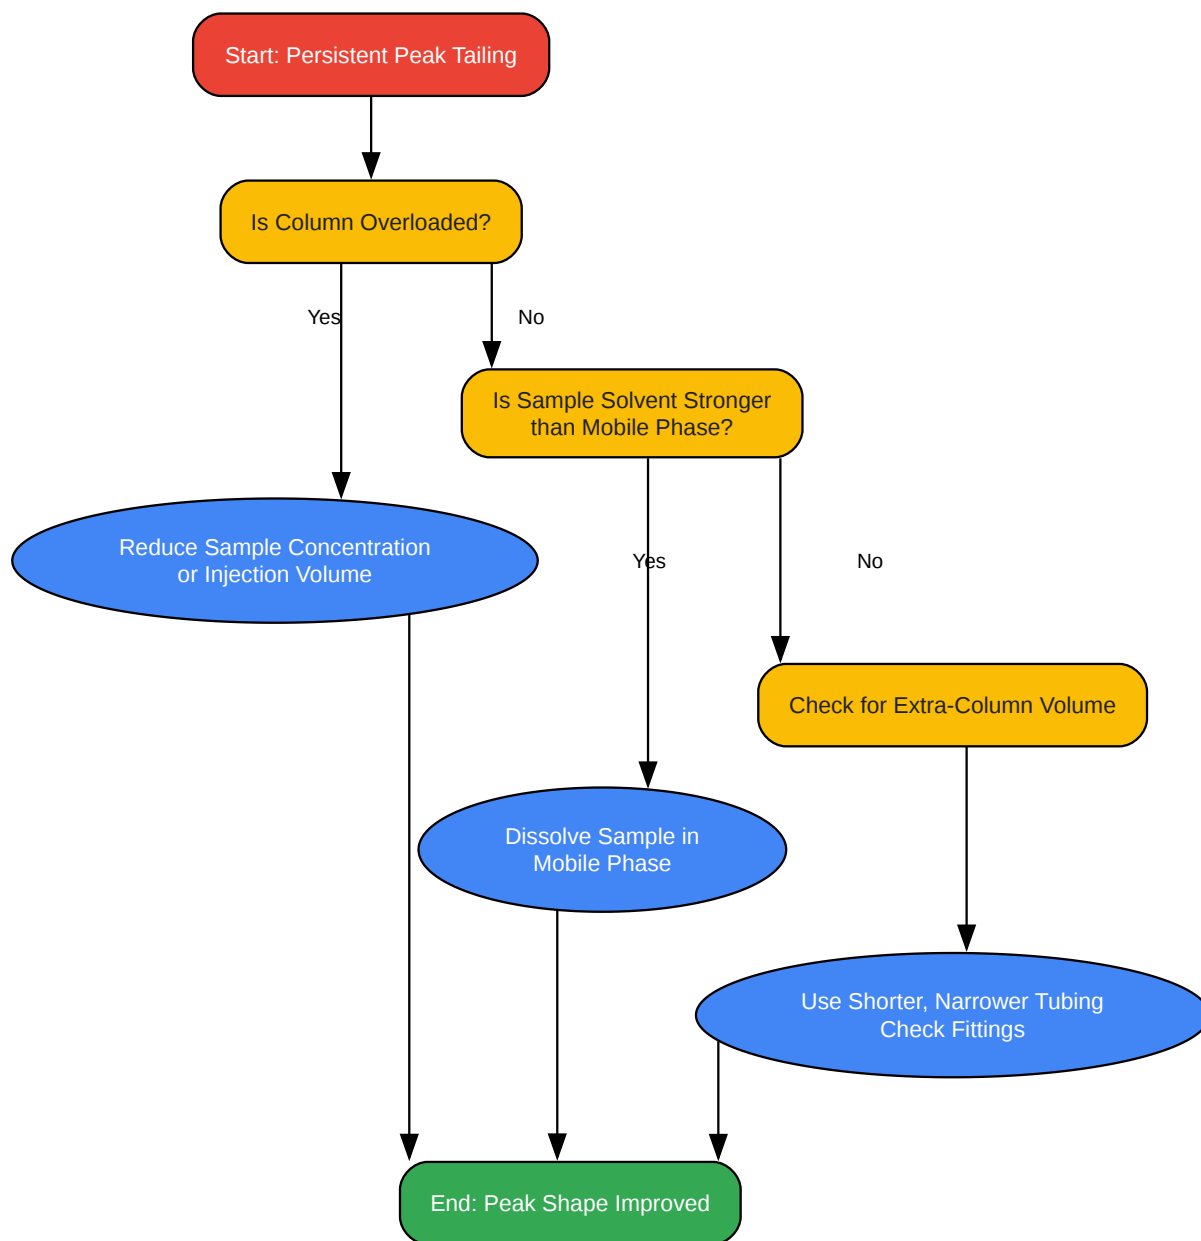 Start: Persistent Peak Tailing
Is Column Overloaded?
Yes
No
Is Sample Solvent Stronger
than Mobile Phase?
Reduce Sample Concentration
or Injection Volume
Yes
No
Check for Extra-Column Volume
Dissolve Sample in
Mobile Phase
Use Shorter, Narrower Tubing
Check Fittings
End: Peak Shape Improved